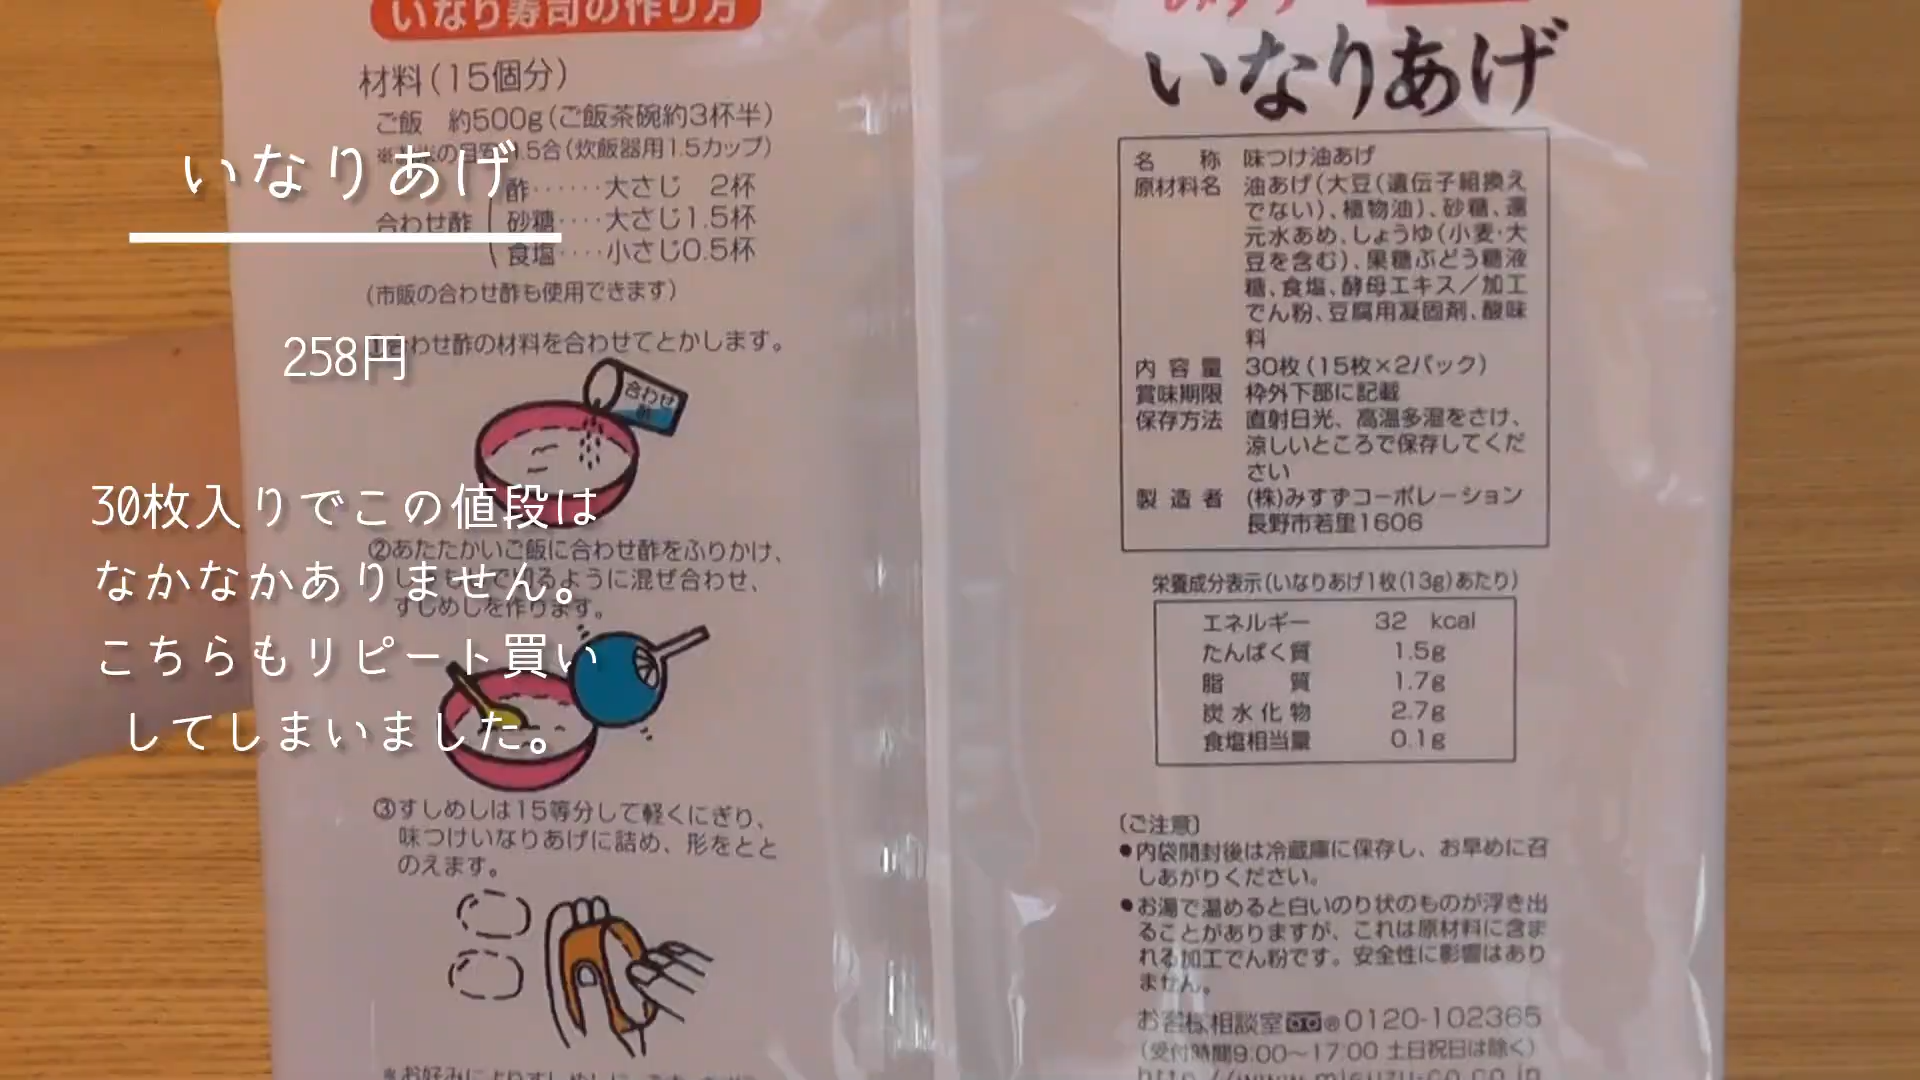 いなり寿司の作り方
材料(15個分)
ご飯 約500g(ご飯茶碗約3杯半)
1.5合(炊飯器用1.5カップ)
合わせ酢
酢‥‥‥大さじ 2杯
砂糖‥‥大さじ1.5杯
食塩‥‥小さじ0.5杯
(市販の合わせ酢も使用できます)
合わせ酢の材料を合わせてとかします。
合わせ酢
②あたたかいご飯に合わせ酢をふりかけ、
ように混ぜ合わせ、
すしめしを作ります。
③すしめしは15等分して軽くにぎり、
味つけいなりあげに詰め、形をとと
のえます。
いなりあげ
258円
30枚入りでこの値段は
なかなかありません。
こちらもリピート買い
してしまいました。
いなりあげ
名称 味つけ油あげ
原材料名 油あげ(大豆(遺伝子組換え
でない)、植物油)、砂糖、還
元水あめ、しょうゆ(小麦・大
豆を含む)、果糖ぶどう糖液
糖、食塩、酵母エキス/加工
でん粉、豆腐用凝固剤、酸味
料
内容量 30枚(15枚×2パック)
賞味期限 枠外下部に記載
保存方法 直射日光、高温多湿をさけ、
涼しいところで保存してくだ
さい
製造者 (株)みすずコーポレーション
長野市若里1606
栄養成分表示(いなりあげ1枚(13g)あたり)
エネルギー 32 kcal
たんぱく質 1.5g
脂質 1.7g
炭水化物 2.7g
食塩相当量 0.1g
〔ご注意〕
●内袋開封後は冷蔵庫に保存し、お早めに召
しあがりください。
●お湯で温めると白いのり状のものが浮き出
ることがありますが、これは原材料に含ま
れる加工でん粉です。安全性に影響はあり
ません。
お客様相談室 0120-102365
(受付時間9:00〜17:00 土日祝日は除く)